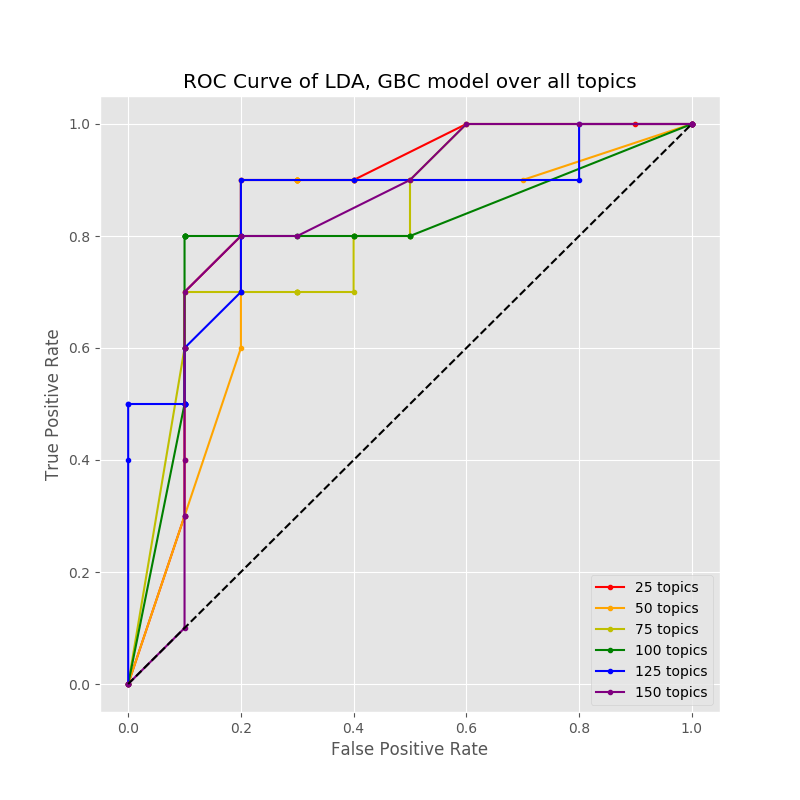 ROC Curve of LDA, GBC model over all topics
True Positive Rate
1.0
0.8
0.6
0.4
0.2
0.0
25 topics
50 topics
75 topics
100 topics
125 topics
150 topics
0.0 0.2 0.4 0.6 0.8 1.0
False Positive Rate